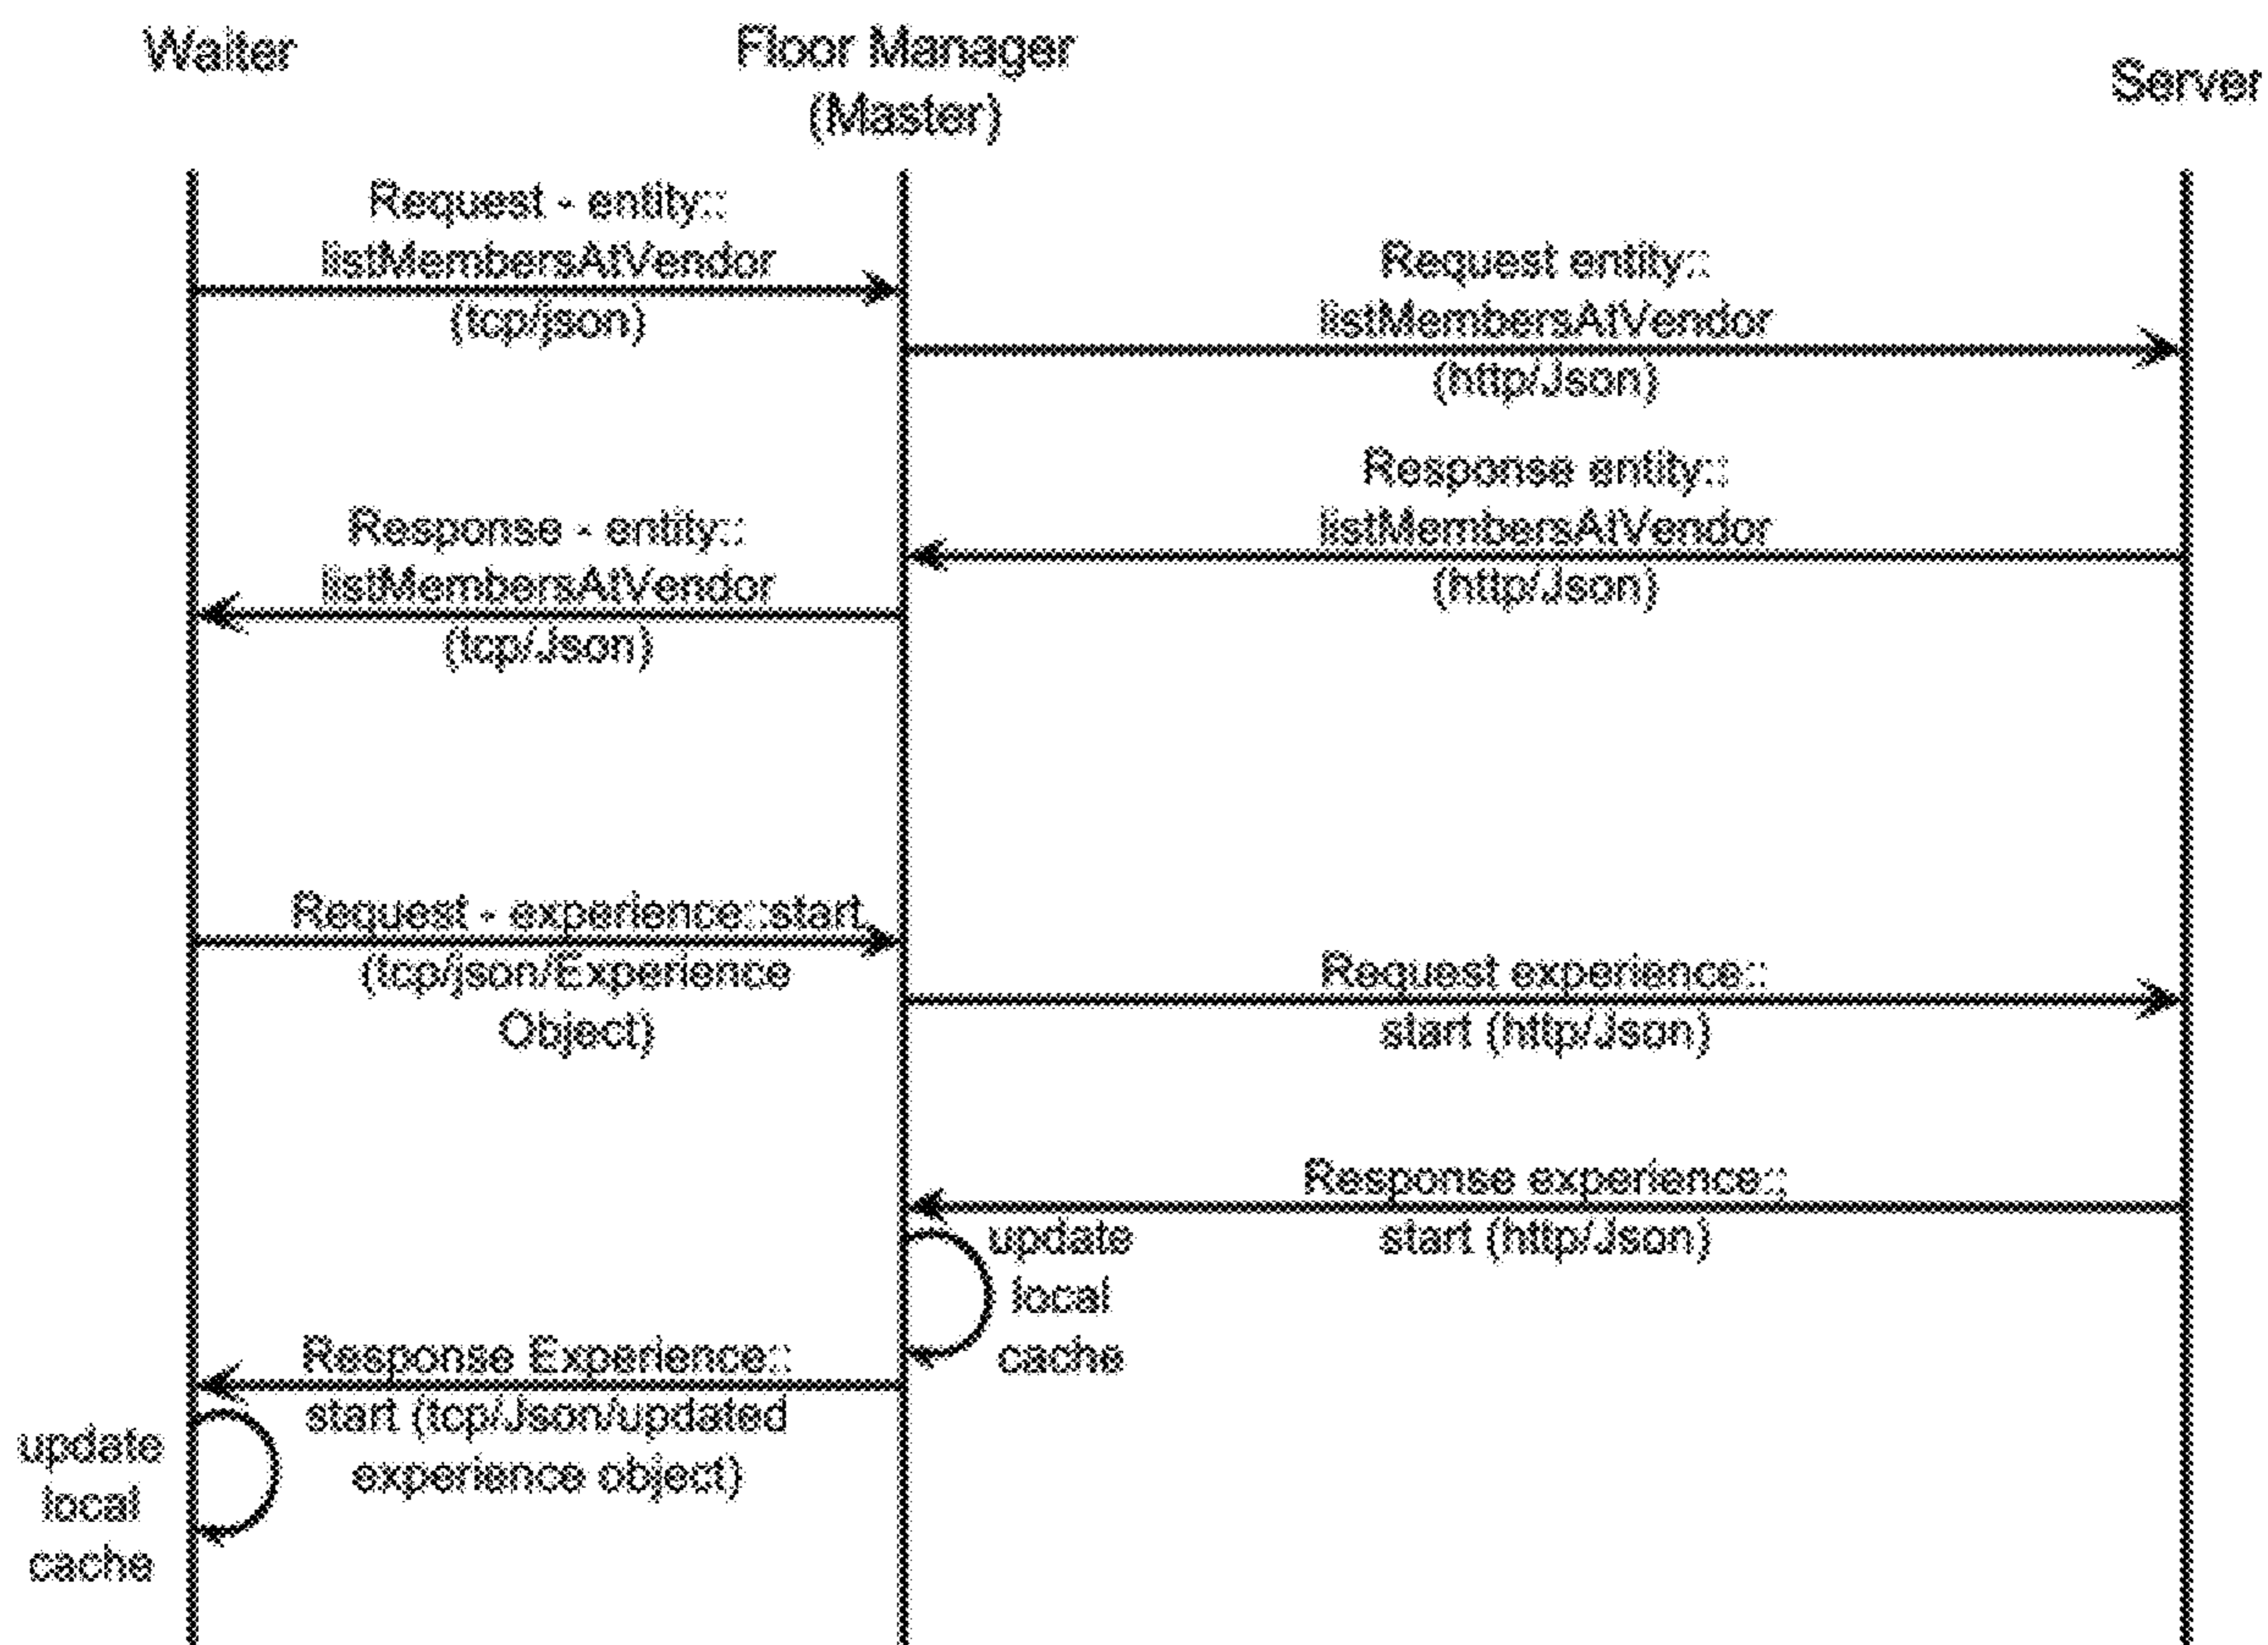 Waiter
Floor Manager
(Master)
Server
Request - entity::
listMembersAtVendor
(tcp/json)
Request entity::
listMembersAtVendor
(http/Json)
Response entity::
listMembersAtVendor
(http/Json)
Response - entity::
listMembersAtVendor
(tcp/Json)
Request - experience::start
(tcp/json/Experience
Object)
Request experience::
start (http/Json)
Response experience::
start (http/Json)
update
local
cache
Response Experience::
start (tcp/Json/updated
experience object)
update
local
cache